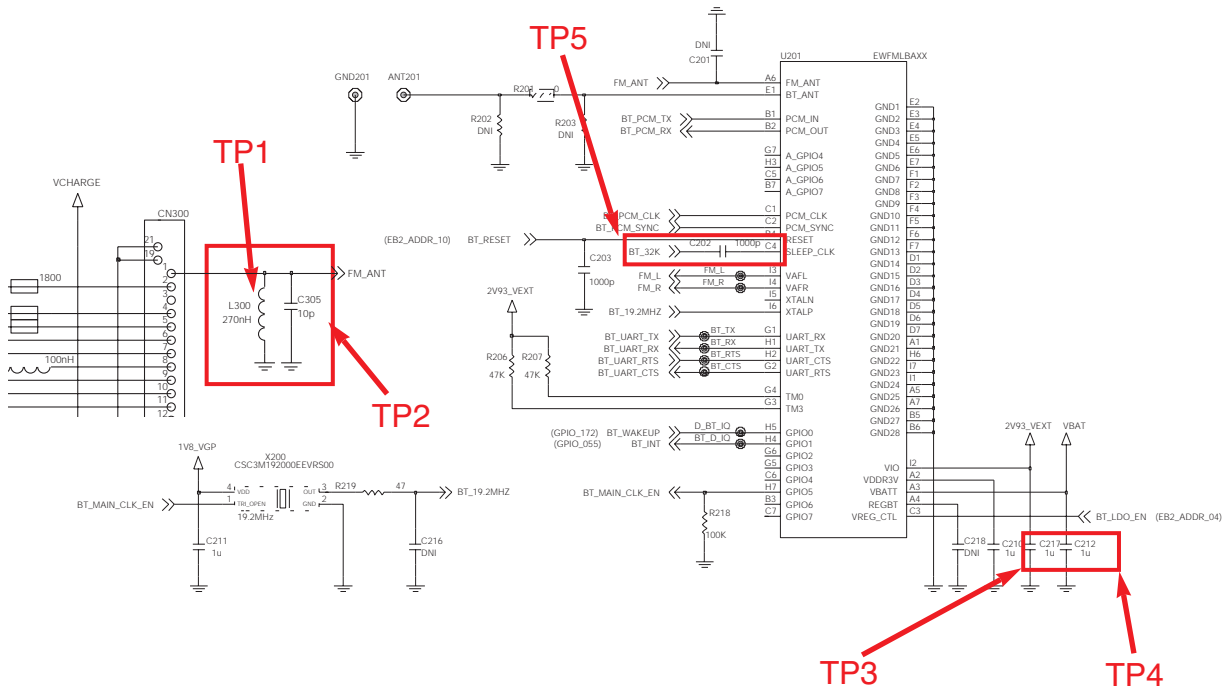 TP5
DNI
C201
U201 EWFMLBAXX
GND201 ANT201
FM_ANT A6 FM_ANT
R201 0 E1 BT_ANT
R202
DNI
R203
DNI
BT_PCM_TX B1 PCM_IN
BT_PCM_RX B2 PCM_OUT
G7 A_GPIO4
H3 A_GPIO5
C5 A_GPIO6
B7 A_GPIO7
C1 PCM_CLK
BT_PCM_SYNC C2 PCM_SYNC
(EB2_ADDR_10) BT_RESET RESET
BT_32K C202 1000p C4 SLEEP_CLK
C203
1000p
FM_L FM_L I3 VAFL
FM_R FM_R I4 VAFR
I5 XTALN
BT_19.2MHZ I6 XTALP
2V93_VEXT
BT_UART_TX BT_TX G1 UART_RX
BT_UART_RX BT_RX H1 UART_TX
BT_UART_RTS BT_RTS H2 UART_CTS
BT_UART_CTS BT_CTS G2 UART_RTS
R206 R207
47K 47K
G4 TM0
G3 TM3
(GPIO_172) BT_WAKEUP D_BT_IQ H5 GPIO0
(GPIO_055) BT_INT BT_D_IQ H4 GPIO1
G6 GPIO2
G5 GPIO3
C6 GPIO4
BT_MAIN_CLK_EN H7 GPIO5
B3 GPIO6
C7 GPIO7
R218
100K
GND1 E2
GND2 E3
GND3 E4
GND4 E5
GND5 E6
GND6 E7
GND7 F1
GND8 F2
GND9 F3
GND10 F4
GND11 F5
GND12 F6
GND13 F7
GND14 D1
GND15 D2
GND16 D3
GND17 D4
GND18 D5
GND19 D6
GND20 D7
GND21 A1
GND22 H6
GND23 I7
GND24 I1
GND25 A5
GND26 A7
GND27 B5
GND28 B6
2V93_VEXT VBAT
VIO I2
VDDR3V A2
VBATT A3
REGBT A4
VREG_CTL C3
BT_LDO_EN (EB2_ADDR_04)
C218
DNI
C210
1u
C217
1u
C212
1u
TP3
TP4
TP1
VCHARGE
CN300
21
19
1
2
3
4
5
6
7
8
9
10
11
12
1800
100nH
FM_ANT
L300
270nH
C305
10p
TP2
1V8_VGP
X200
CSC3M192000EEVRS00
4 VDD OUT 3
1 TRI_OPEN GND 2
19.2MHz
BT_MAIN_CLK_EN
R219 47
BT_19.2MHZ
C211
1u
C216
DNI